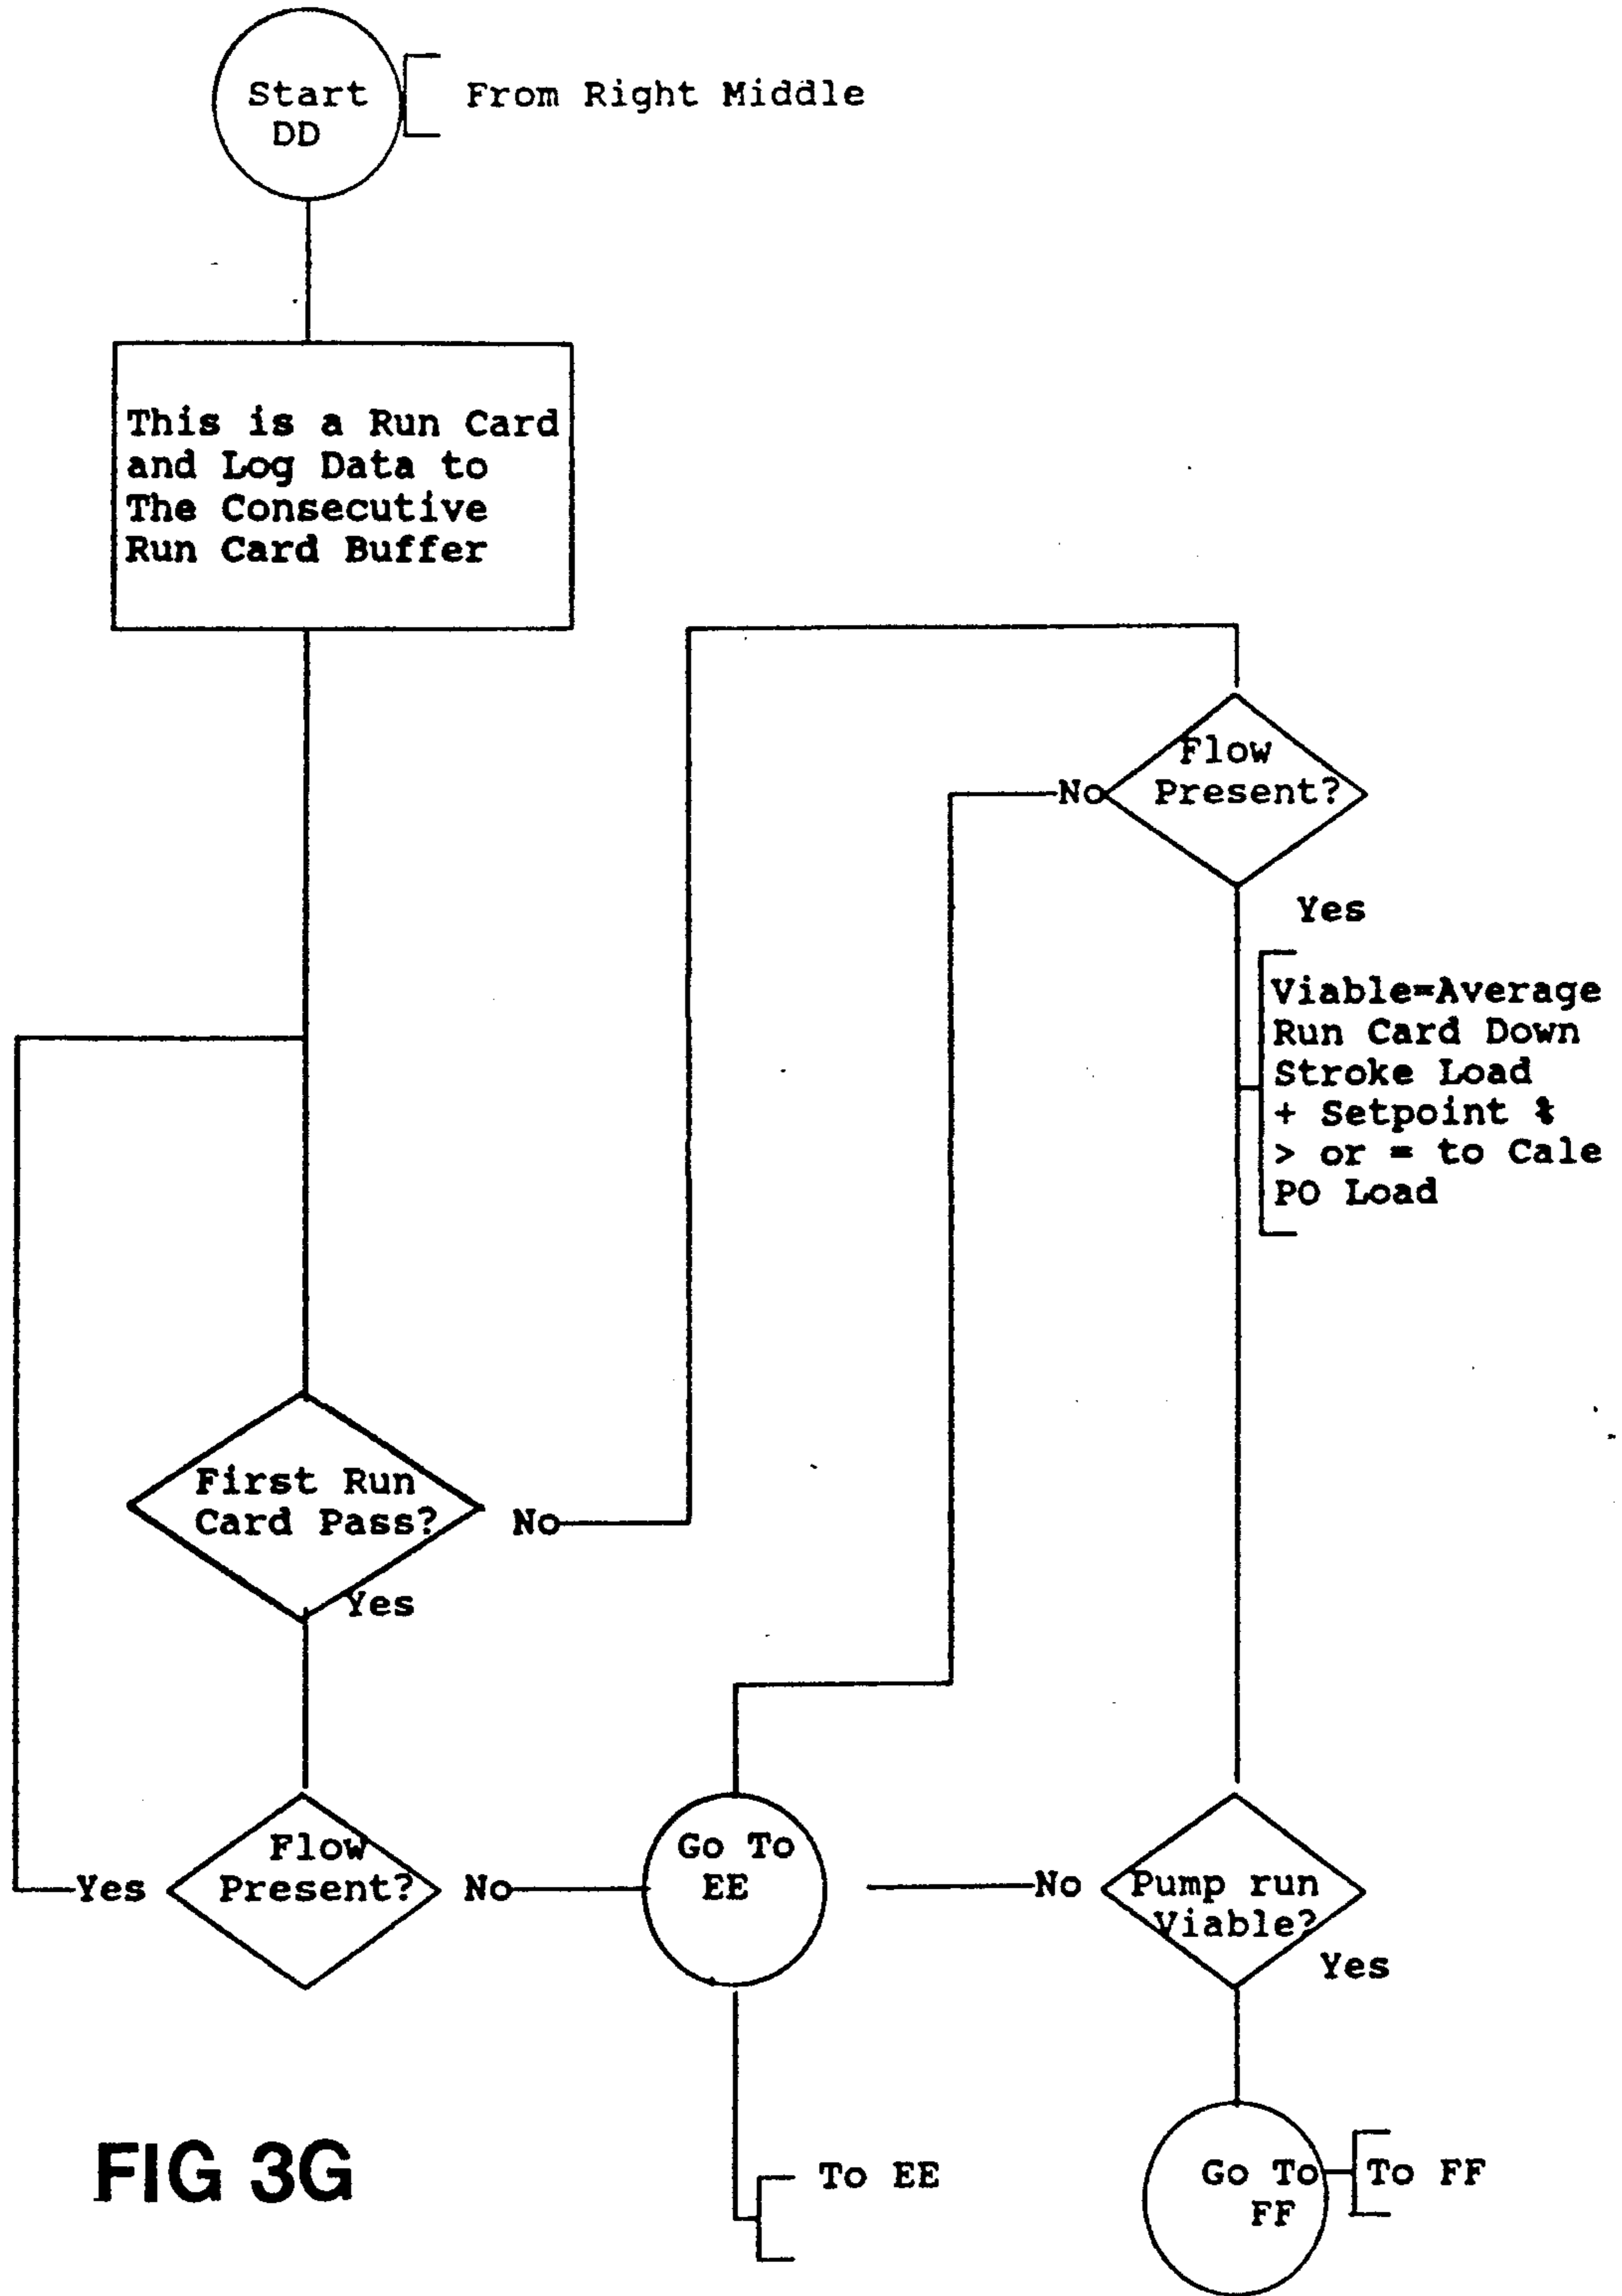 Start
DD
From Right Middle
This is a Run Card
and Log Data to
The Consecutive
Run Card Buffer
Flow
Present?
No
Yes
Viable=Average
Run Card Down
Stroke Load
+ Setpoint %
> or = to Cale
PO Load
First Run
Card Pass?
No
Yes
Flow
Present?
Yes
No
Go To
EE
No
Pump run
Viable?
Yes
To EE
Go To
FF
To FF
FIG 3G